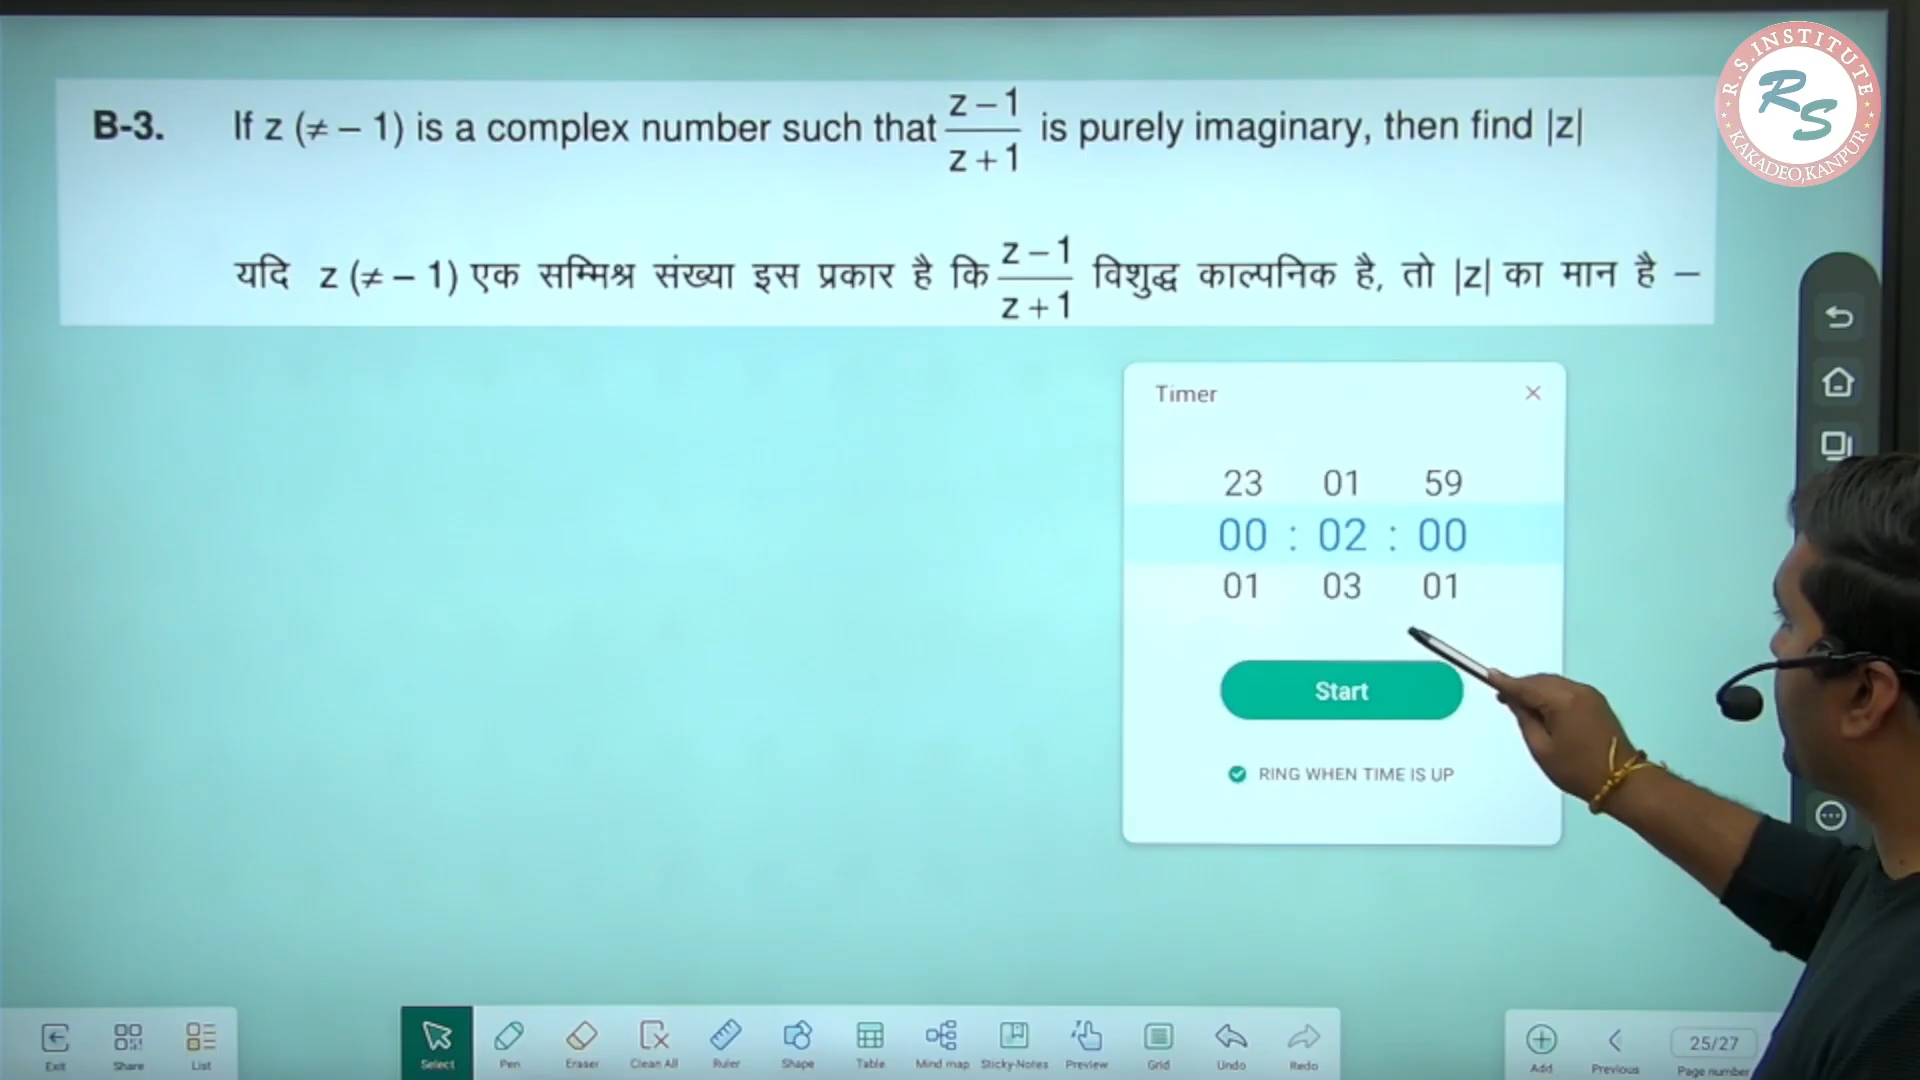 B-3. If z (≠ – 1) is a complex number such that (z – 1)/(z + 1) is purely imaginary, then find |z|
यदि z (≠ – 1) एक सम्मिश्र संख्या इस प्रकार है कि (z – 1)/(z + 1) विशुद्ध काल्पनिक है, तो |z| का मान है –
R.S.INSTITUTE
RS
KAKADEO,KANPUR
Timer
23 01 59
00 : 02 : 00
01 03 01
Start
RING WHEN TIME IS UP
Exit Share List Select Pen Eraser Clean All Ruler Shape Table Mind map Sticky-Notes Preview Grid Undo Redo Add Previous 25/27 Page number